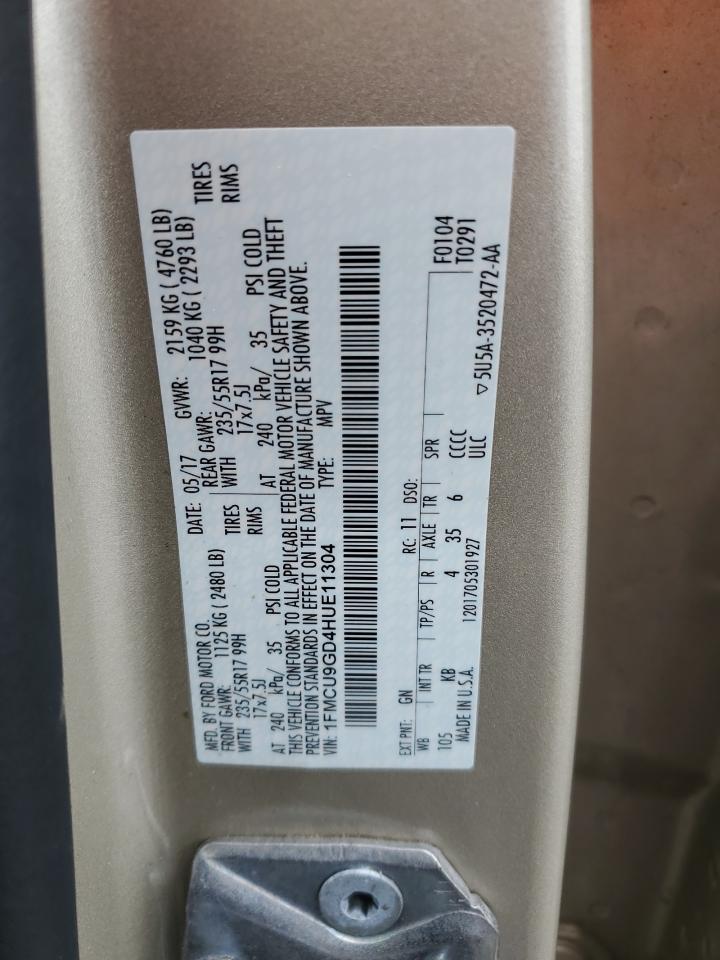 MFD. BY FORD MOTOR CO.
DATE: 05/17 GVWR: 2159 KG ( 4760 LB)
FRONT GAWR: 1125 KG ( 2480 LB) REAR GAWR: 1040 KG ( 2293 LB)
WITH 235/55R17 99H TIRES WITH 235/55R17 99H TIRES
17x7.5J RIMS 17x7.5J RIMS
AT 240 kPa/ 35 PSI COLD AT 240 kPa/ 35 PSI COLD
THIS VEHICLE CONFORMS TO ALL APPLICABLE FEDERAL MOTOR VEHICLE SAFETY AND THEFT
PREVENTION STANDARDS IN EFFECT ON THE DATE OF MANUFACTURE SHOWN ABOVE.
VIN: 1FMCU9GD4HUE11304 TYPE: MPV
EXT PNT: GN RC: 11 DSO: F0104
WB INT TR TP/PS R AXLE TR SPR T0291
105 KB 4 35 6 CCCC
MADE IN U.S.A. 1201705301927 ULC ▽5U5A-3520472-AA